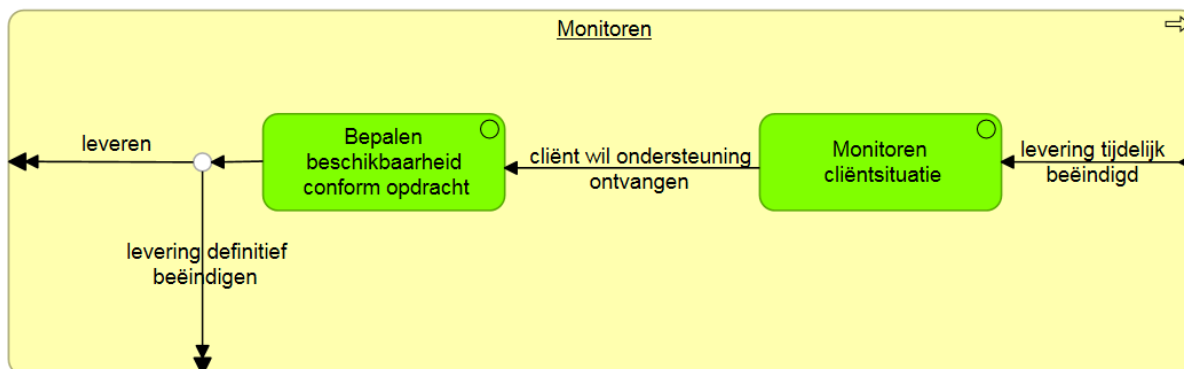 Monitoren
leveren
Bepalen
beschikbaarheid
conform opdracht
cliënt wil ondersteuning
ontvangen
Monitoren
cliëntsituatie
levering tijdelijk
beëindigd
levering definitief
beëindigen